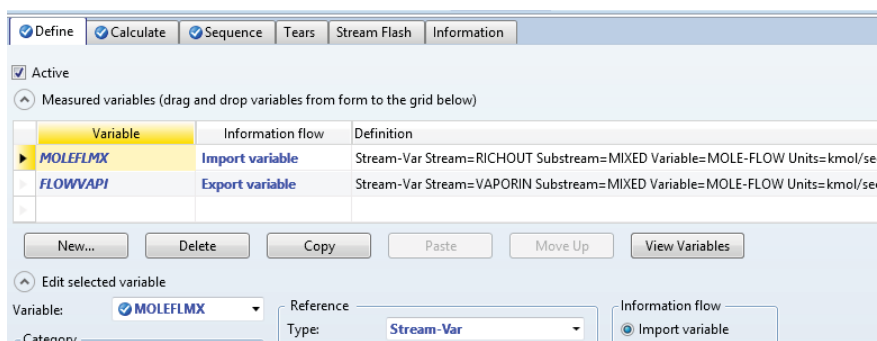 Define Calculate Sequence Tears Stream Flash Information
Active
Measured variables (drag and drop variables from form to the grid below)
Variable Information flow Definition
MOLEFLMX Import variable Stream-Var Stream=RICHOUT Substream=MIXED Variable=MOLE-FLOW Units=kmol/se
FLOWVAPI Export variable Stream-Var Stream=VAPORIN Substream=MIXED Variable=MOLE-FLOW Units=kmol/se
New... Delete Copy Paste Move Up View Variables
Edit selected variable
Variable: MOLEFLMX Reference Information flow
Type: Stream-Var Import variable
Category